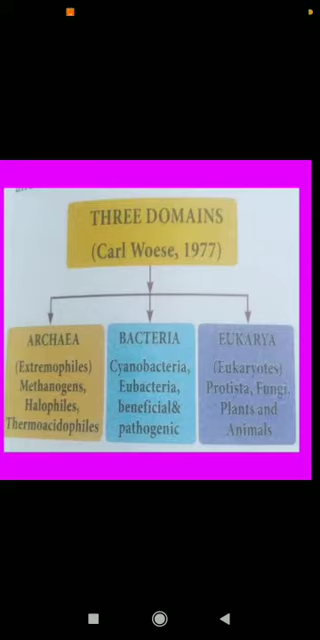 THREE DOMAINS
(Carl Woese, 1977)
ARCHAEA
(Extremophiles)
Methanogens,
Halophiles,
Thermoacidophiles
BACTERIA
Cyanobacteria,
Eubacteria,
beneficial&
pathogenic
EUKARYA
(Eukaryotes)
Protista, Fungi,
Plants and
Animals